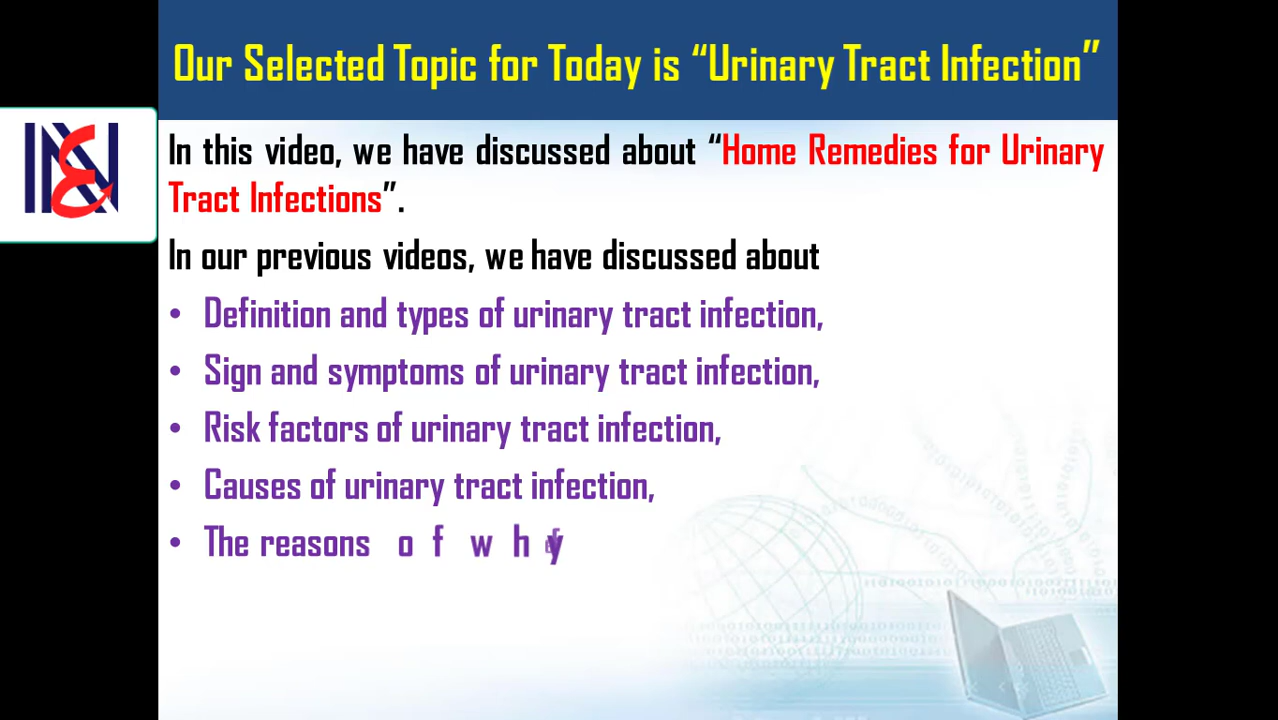 Our Selected Topic for Today is “Urinary Tract Infection”
In this video, we have discussed about “Home Remedies for Urinary
Tract Infections”.
In our previous videos, we have discussed about
• Definition and types of urinary tract infection,
• Sign and symptoms of urinary tract infection,
• Risk factors of urinary tract infection,
• Causes of urinary tract infection,
• The reasons of why